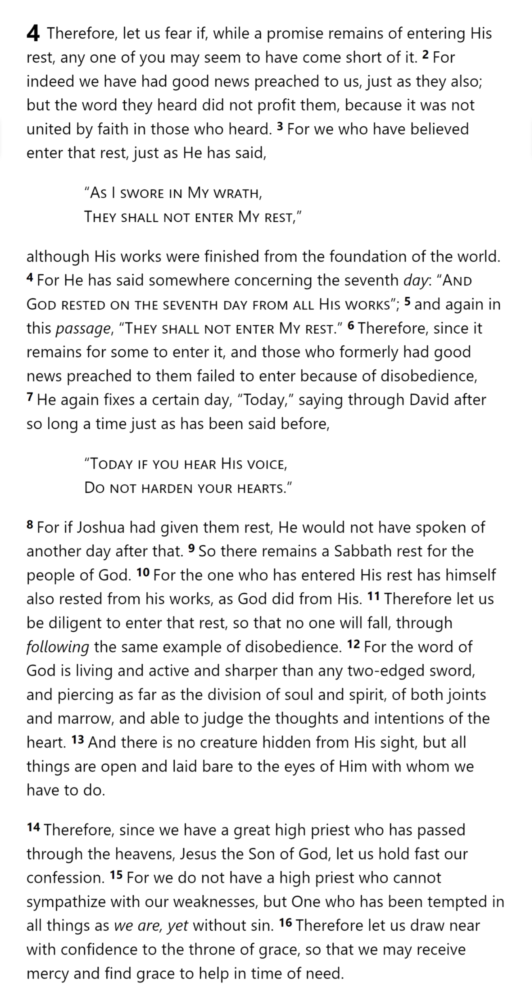 4 Therefore, let us fear if, while a promise remains of entering His
rest, any one of you may seem to have come short of it. 2 For
indeed we have had good news preached to us, just as they also;
but the word they heard did not profit them, because it was not
united by faith in those who heard. 3 For we who have believed
enter that rest, just as He has said,
“As I swore in My wrath,
They shall not enter My rest,”
although His works were finished from the foundation of the world.
4 For He has said somewhere concerning the seventh day: “And
God rested on the seventh day from all His works”; 5 and again in
this passage, “They shall not enter My rest.” 6 Therefore, since it
remains for some to enter it, and those who formerly had good
news preached to them failed to enter because of disobedience,
7 He again fixes a certain day, “Today,” saying through David after
so long a time just as has been said before,
“Today if you hear His voice,
Do not harden your hearts.”
8 For if Joshua had given them rest, He would not have spoken of
another day after that. 9 So there remains a Sabbath rest for the
people of God. 10 For the one who has entered His rest has himself
also rested from his works, as God did from His. 11 Therefore let us
be diligent to enter that rest, so that no one will fall, through
following the same example of disobedience. 12 For the word of
God is living and active and sharper than any two-edged sword,
and piercing as far as the division of soul and spirit, of both joints
and marrow, and able to judge the thoughts and intentions of the
heart. 13 And there is no creature hidden from His sight, but all
things are open and laid bare to the eyes of Him with whom we
have to do.
14 Therefore, since we have a great high priest who has passed
through the heavens, Jesus the Son of God, let us hold fast our
confession. 15 For we do not have a high priest who cannot
sympathize with our weaknesses, but One who has been tempted in
all things as we are, yet without sin. 16 Therefore let us draw near
with confidence to the throne of grace, so that we may receive
mercy and find grace to help in time of need.